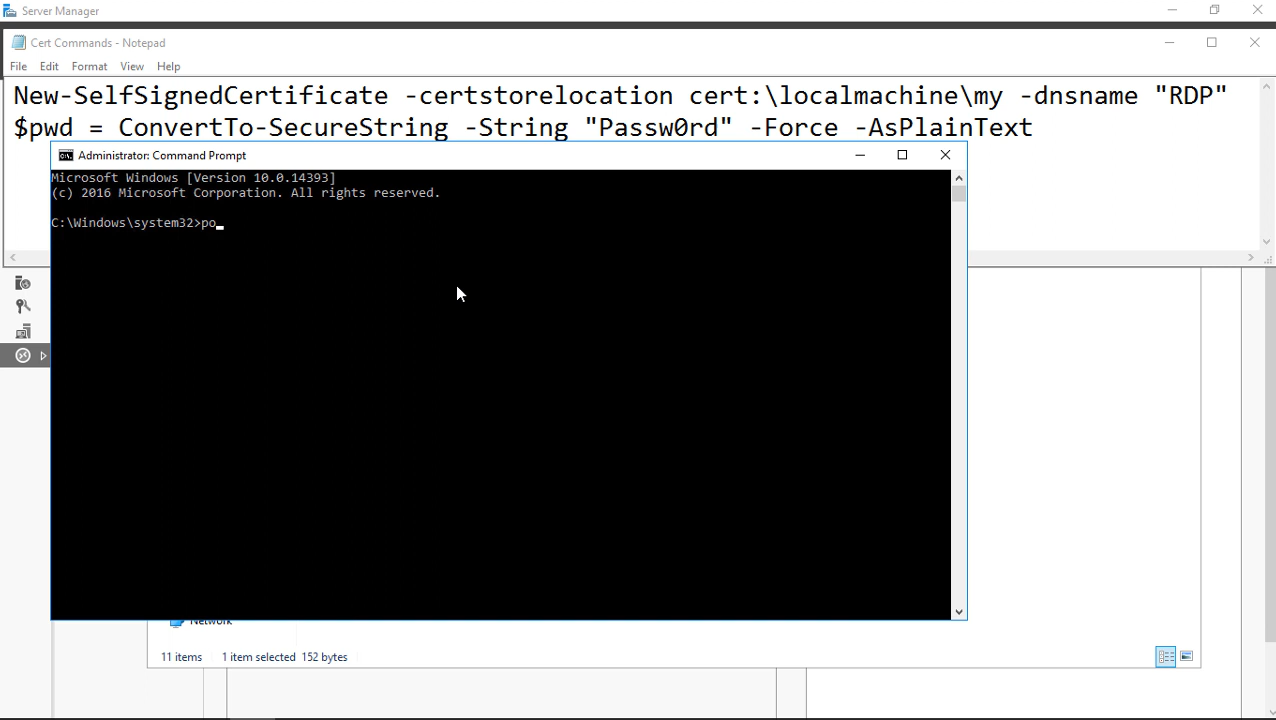 Server Manager
Cert Commands - Notepad
File Edit Format View Help
New-SelfSignedCertificate -certstorelocation cert:\localmachine\my -dnsname "RDP"
$pwd = ConvertTo-SecureString -String "Passw0rd" -Force -AsPlainText
Administrator: Command Prompt
Microsoft Windows [Version 10.0.14393]
(c) 2016 Microsoft Corporation. All rights reserved.
C:\Windows\system32>po_
Network
11 items 1 item selected 152 bytes